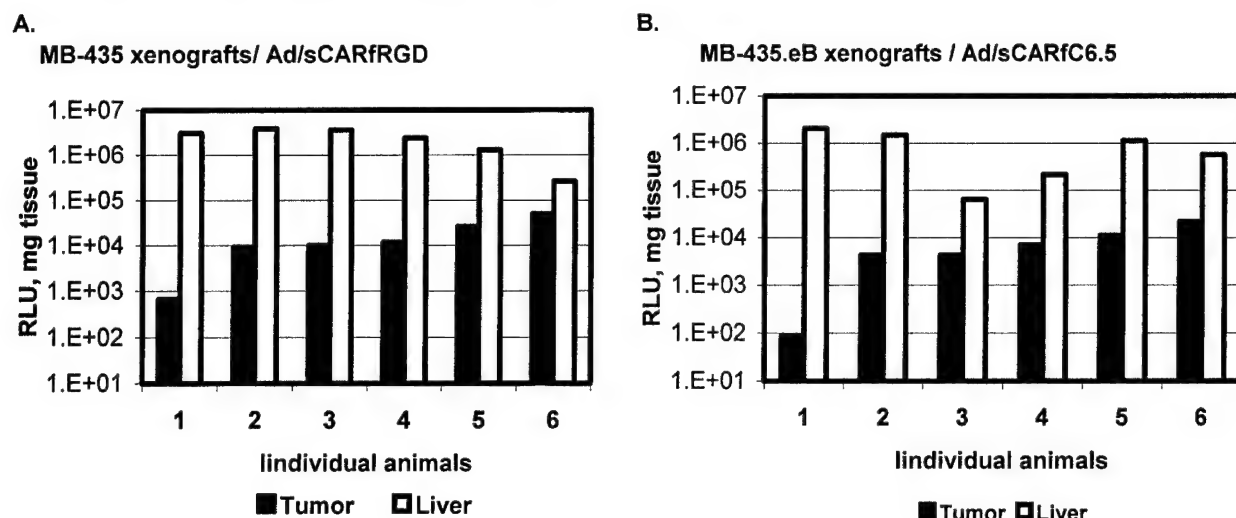 A.
MB-435 xenografts/ Ad/sCARfRGD
1.E+07
1.E+06
1.E+05
1.E+04
1.E+03
1.E+02
1.E+01
RLU, mg tissue
1 2 3 4 5 6
lindividual animals
Tumor Liver
B.
MB-435.eB xenografts / Ad/sCARfC6.5
1.E+07
1.E+06
1.E+05
1.E+04
1.E+03
1.E+02
1.E+01
RLU, mg tissue
1 2 3 4 5 6
lindividual animals
Tumor Liver